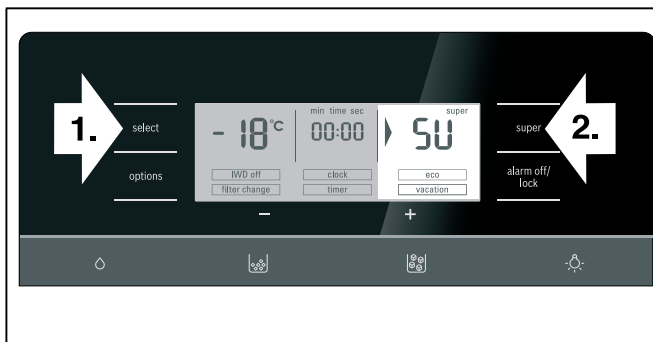 1.
select
options
- 18°C
IWD off
filter change
min time sec
00:00
clock
timer
super
SU
eco
vacation
super
2.
alarm off/
lock
−
+